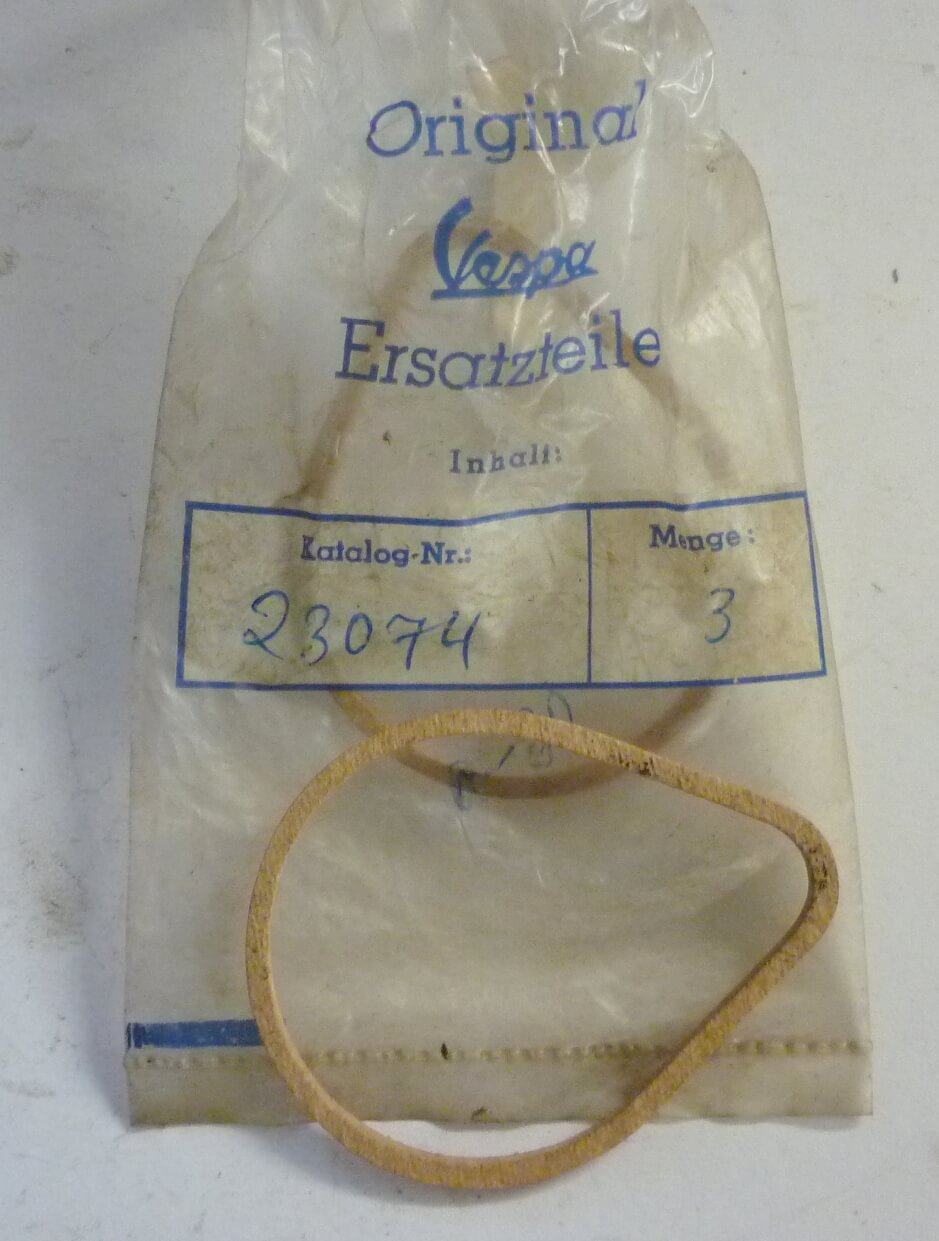 Original
Vespa
Ersatzteile
Inhalt:
Katalog-Nr.: Menge:
23074 3